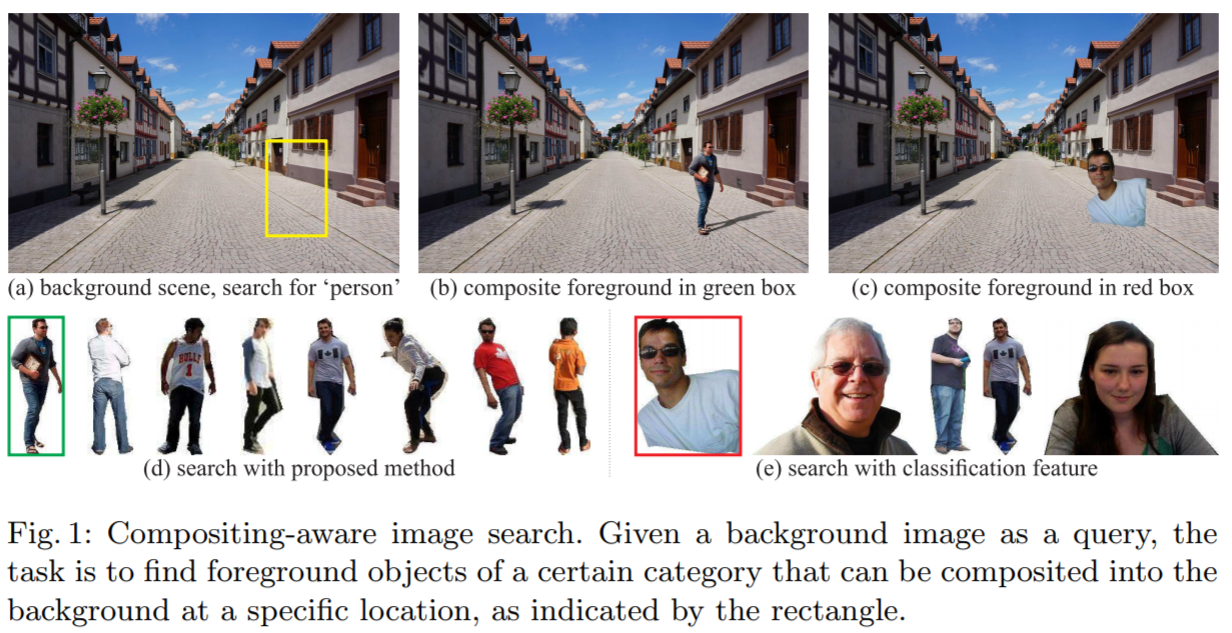 (a) background scene, search for ‘person’
(b) composite foreground in green box
(c) composite foreground in red box
BULLS
1
(d) search with proposed method
(e) search with classification feature
Fig. 1: Compositing-aware image search. Given a background image as a query, the
task is to find foreground objects of a certain category that can be composited into the
background at a specific location, as indicated by the rectangle.